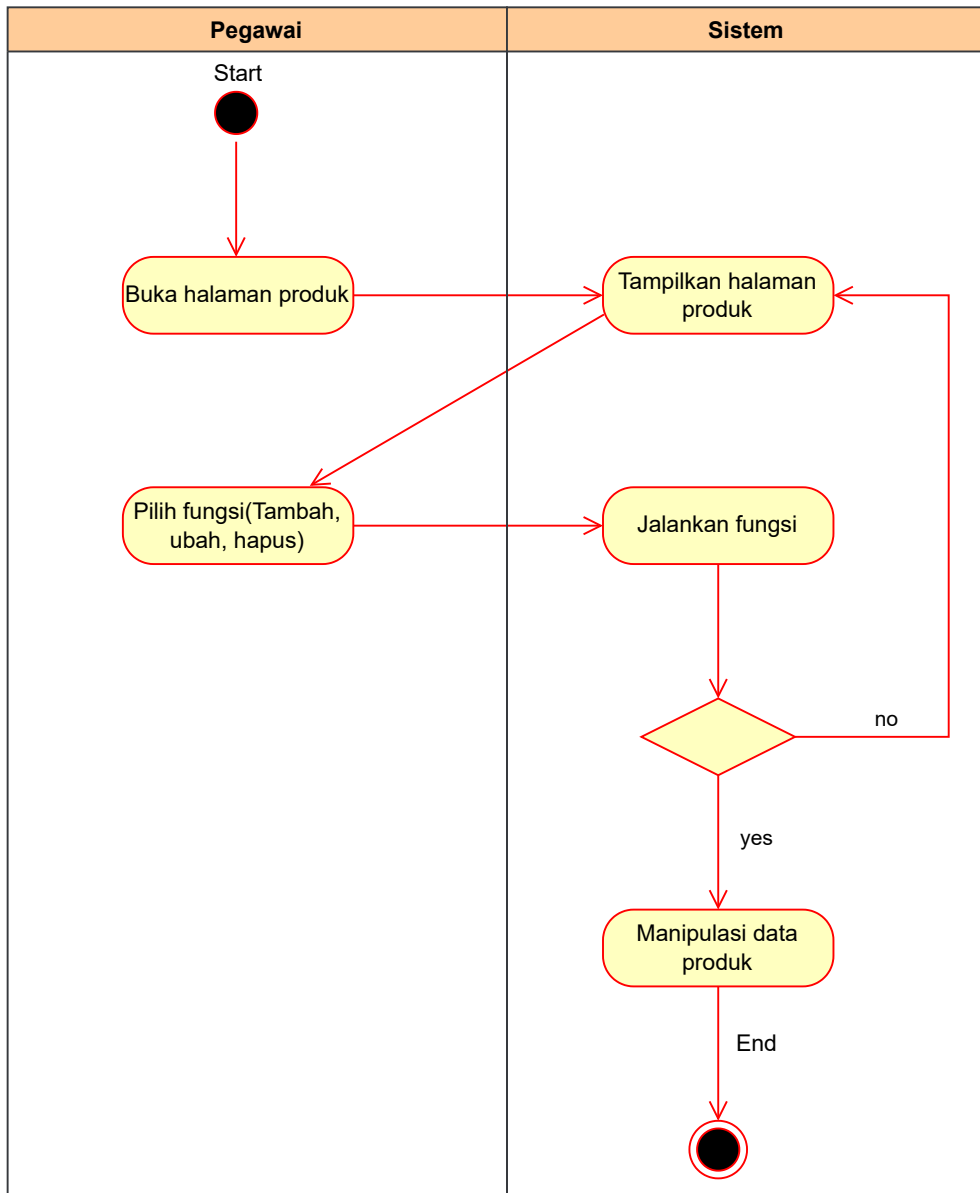 Pegawai
Sistem
Start
Buka halaman produk
Tampilkan halaman
produk
Pilih fungsi(Tambah,
ubah, hapus)
Jalankan fungsi
no
yes
Manipulasi data
produk
End